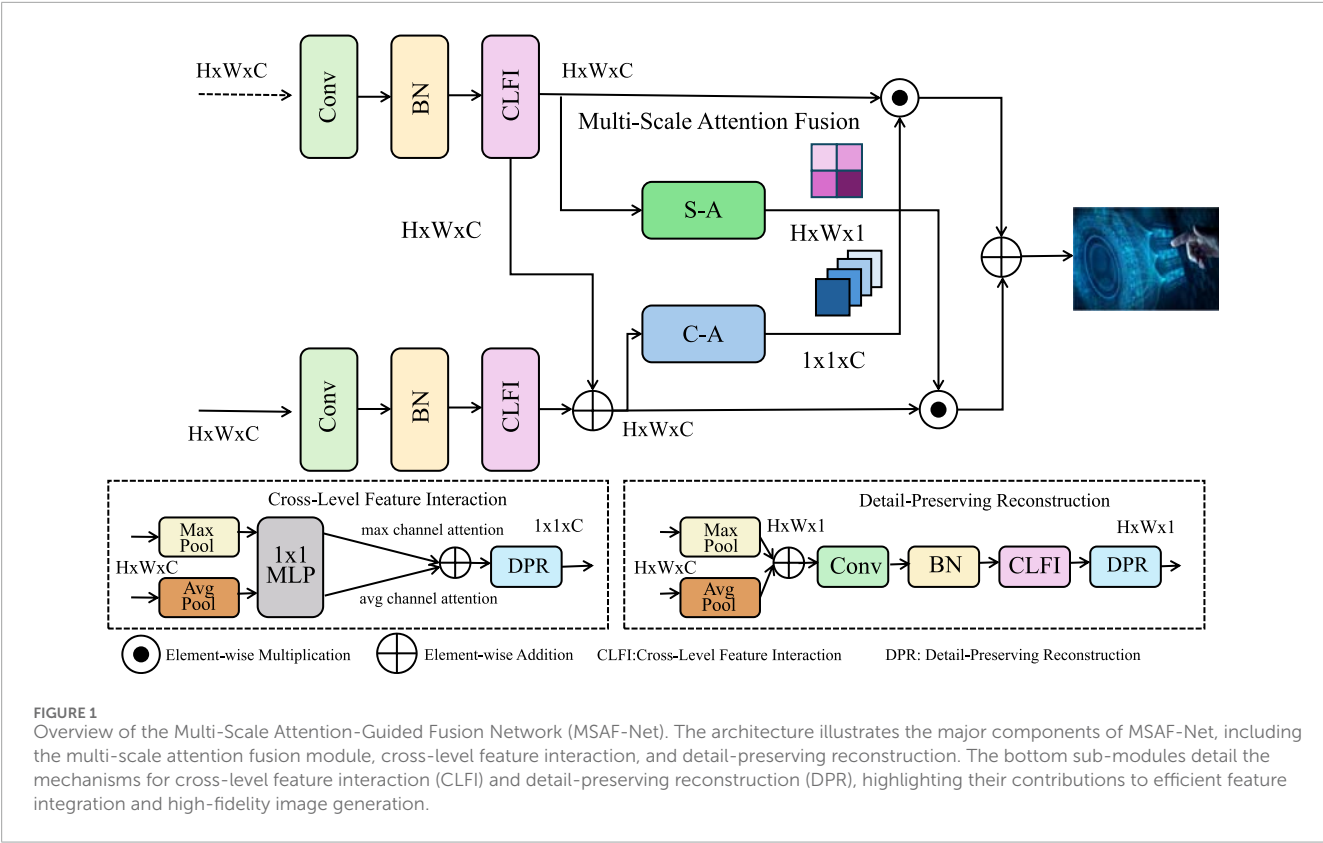 HxWxC
Conv
BN
CLFI
HxWxC
Multi-Scale Attention Fusion
S-A
HxWxC
HxWx1
C-A
1x1xC
HxWxC
Conv
BN
CLFI
HxWxC
Cross-Level Feature Interaction
Max
Pool
HxWxC
Avg
Pool
1x1
MLP
max channel attention
avg channel attention
1x1xC
DPR
Detail-Preserving Reconstruction
Max
Pool
HxWxC
Avg
Pool
HxWx1
Conv
BN
CLFI
HxWx1
DPR
Element-wise Multiplication
Element-wise Addition
CLFI:Cross-Level Feature Interaction
DPR: Detail-Preserving Reconstruction
FIGURE 1
Overview of the Multi-Scale Attention-Guided Fusion Network (MSAF-Net). The architecture illustrates the major components of MSAF-Net, including
the multi-scale attention fusion module, cross-level feature interaction, and detail-preserving reconstruction. The bottom sub-modules detail the
mechanisms for cross-level feature interaction (CLFI) and detail-preserving reconstruction (DPR), highlighting their contributions to efficient feature
integration and high-fidelity image generation.